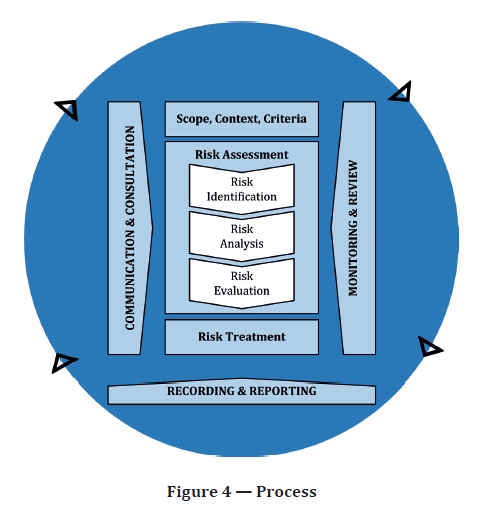 Scope, Context, Criteria
COMMUNICATION & CONSULTATION
Risk Assessment
Risk
Identification
Risk
Analysis
Risk
Evaluation
MONITORING & REVIEW
Risk Treatment
RECORDING & REPORTING
Figure 4 — Process